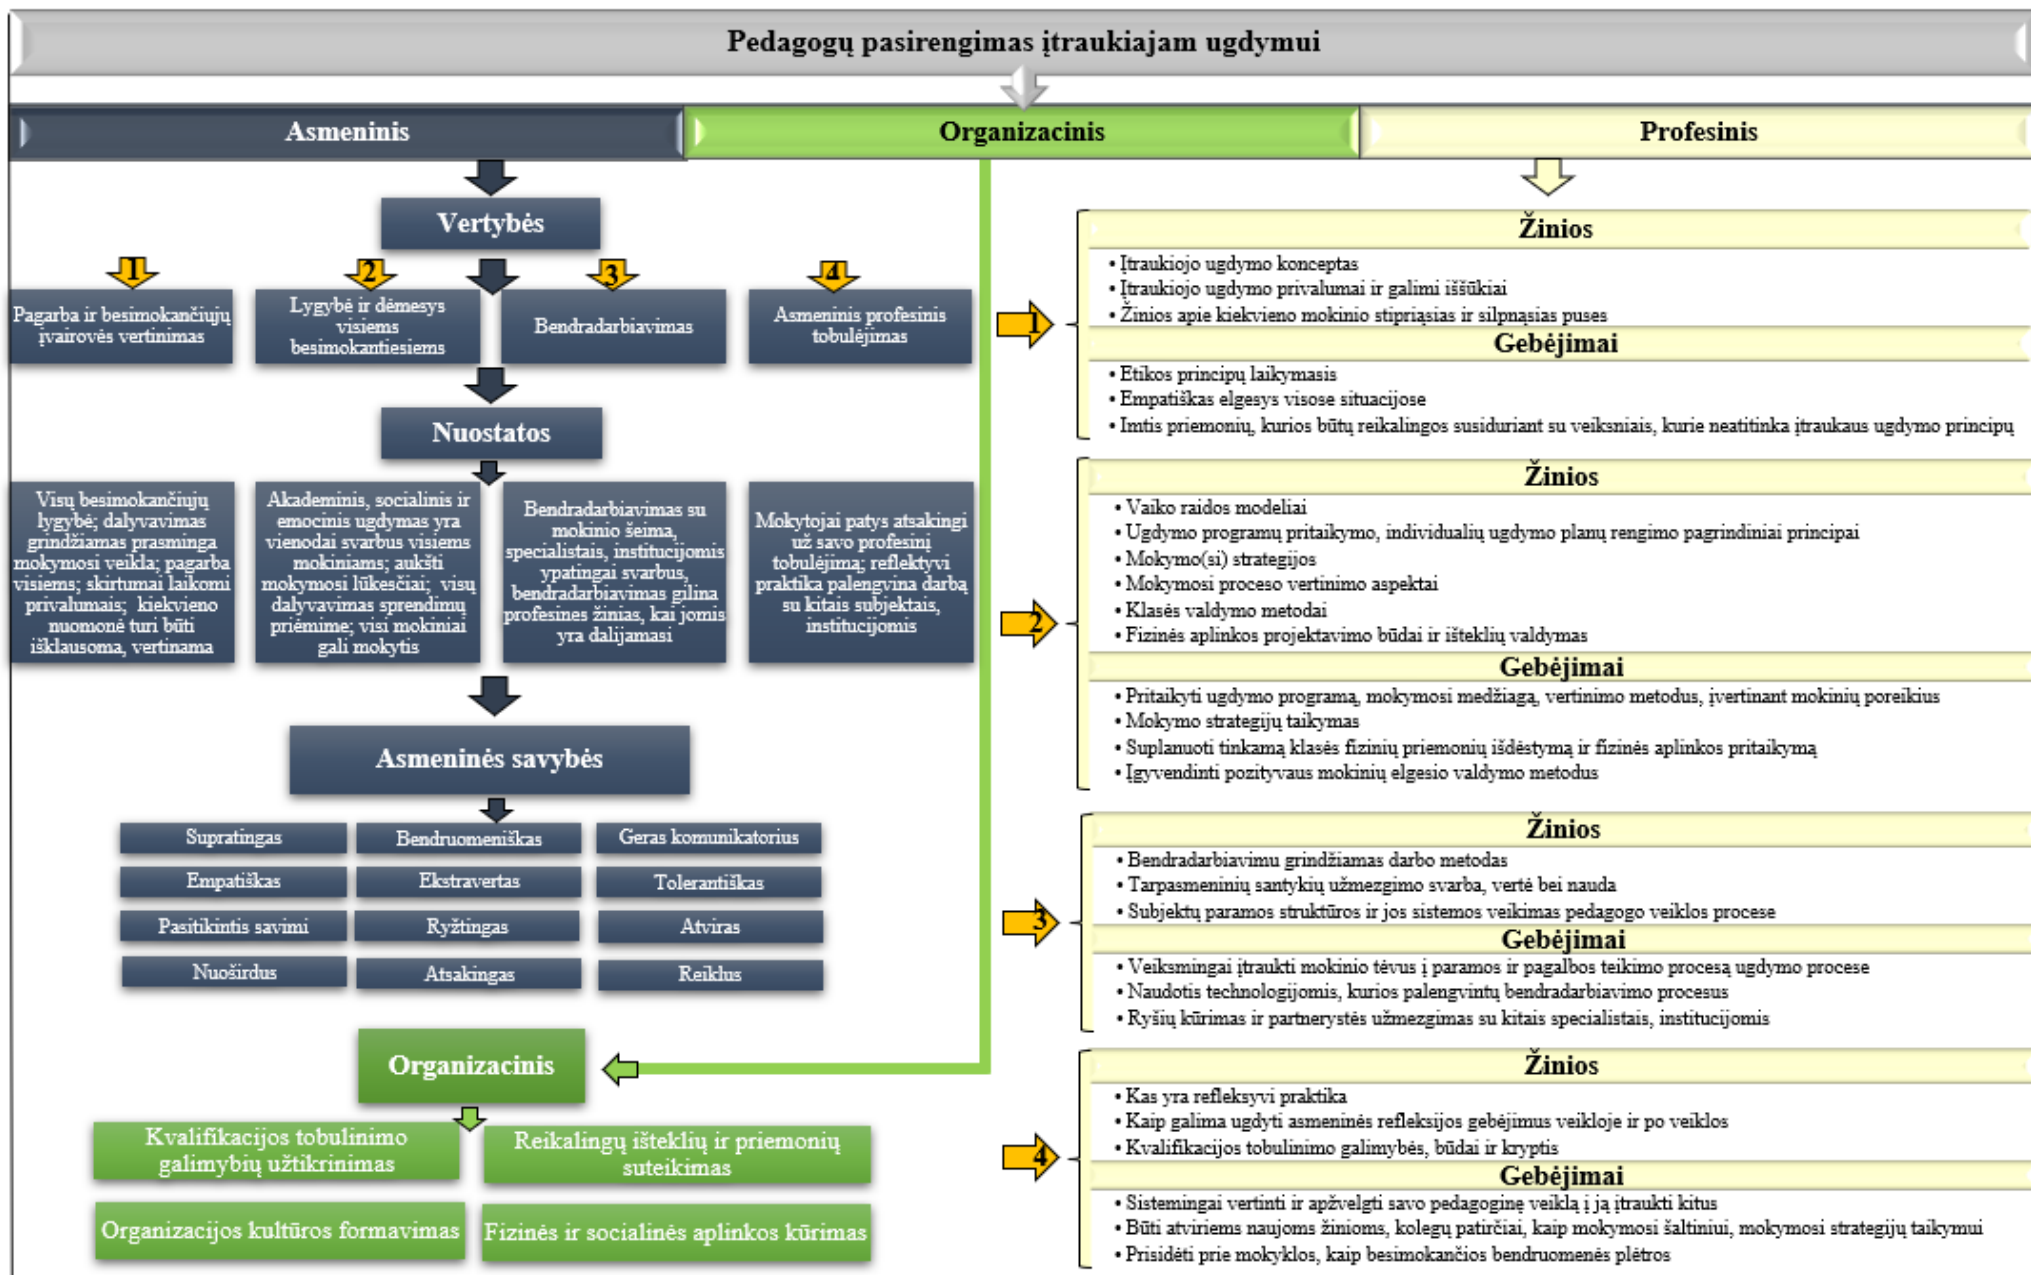 Pedagogų pasirengimas įtraukiajam ugdymui
Asmeninis
Organizacinis
Profesinis
Vertybės
1
2
3
4
Pagarba ir besimokančiųjų
įvairovės vertinimas
Lygybė ir dėmesys
visiems
besimokantiesiems
Bendradarbiavimas
Asmeninis profesinis
tobulėjimas
Nuostatos
Visų besimokančiųjų
lygybė; dalyvavimas
grindžiamas prasminga
mokymosi veikla; pagarba
visiems; skirtumai laikomi
privalumais; kiekvieno
nuomonė turi būti
išklausoma, vertinama
Akademinis, socialinis ir
emocinis ugdymas yra
vienodai svarbus visiems
mokiniams; aukšti
mokymosi lūkesčiai; visų
dalyvavimas sprendimų
priėmime; visi mokiniai
gali mokytis
Bendradarbiavimas su
mokinio šeima,
specialistais, institucijomis
ypatingai svarbus,
bendradarbiavimas gilina
profesines žinias, kai jomis
yra dalijamasi
Mokytojai patys atsakingi
už savo profesinį
tobulėjimą; reflektyvi
praktika palengvina darbą
su kitais subjektais,
institucijomis
Asmeninės savybės
Supratingas
Bendruomeniškas
Geras komunikatorius
Empatiškas
Ekstravertas
Tolerantiškas
Pasitikintis savimi
Ryžtingas
Atviras
Nuoširdus
Atsakingas
Reiklus
Organizacinis
Kvalifikacijos tobulinimo
galimybių užtikrinimas
Reikalingų išteklių ir priemonių
suteikimas
Organizacijos kultūros formavimas
Fizinės ir socialinės aplinkos kūrimas
1
Žinios
• Įtraukiojo ugdymo konceptas
• Įtraukiojo ugdymo privalumai ir galimi iššūkiai
• Žinios apie kiekvieno mokinio stipriąsias ir silpnąsias puses
Gebėjimai
• Etikos principų laikymasis
• Empatiškas elgesys visose situacijose
• Imtis priemonių, kurios būtų reikalingos susiduriant su veiksniais, kurie neatitinka įtraukaus ugdymo principų
2
Žinios
• Vaiko raidos modeliai
• Ugdymo programų pritaikymo, individualių ugdymo planų rengimo pagrindiniai principai
• Mokymo(si) strategijos
• Mokymosi proceso vertinimo aspektai
• Klasės valdymo metodai
• Fizinės aplinkos projektavimo būdai ir išteklių valdymas
Gebėjimai
• Pritaikyti ugdymo programą, mokymosi medžiagą, vertinimo metodus, įvertinant mokinių poreikius
• Mokymo strategijų taikymas
• Suplanuoti tinkamą klasės fizinių priemonių išdėstymą ir fizinės aplinkos pritaikymą
• Įgyvendinti pozityvaus mokinių elgesio valdymo metodus
3
Žinios
• Bendradarbiavimu grindžiamas darbo metodas
• Tarpasmeninių santykių užmezgimo svarba, vertė bei nauda
• Subjektų paramos struktūros ir jos sistemos veikimas pedagogo veiklos procese
Gebėjimai
• Veiksmingai įtraukti mokinio tėvus į paramos ir pagalbos teikimo procesą ugdymo procese
• Naudotis technologijomis, kurios palengvintų bendradarbiavimo procesus
• Ryšių kūrimas ir partnerystės užmezgimas su kitais specialistais, institucijomis
4
Žinios
• Kas yra refleksyvi praktika
• Kaip galima ugdyti asmeninės refleksijos gebėjimus veikloje ir po veiklos
• Kvalifikacijos tobulinimo galimybės, būdai ir kryptis
Gebėjimai
• Sistemingai vertinti ir apžvelgti savo pedagoginę veiklą į ją įtraukti kitus
• Būti atviriems naujoms žinioms, kolegų patirčiai, kaip mokymosi šaltiniui, mokymosi strategijų taikymui
• Prisidėti prie mokyklos, kaip besimokančios bendruomenės plėtros